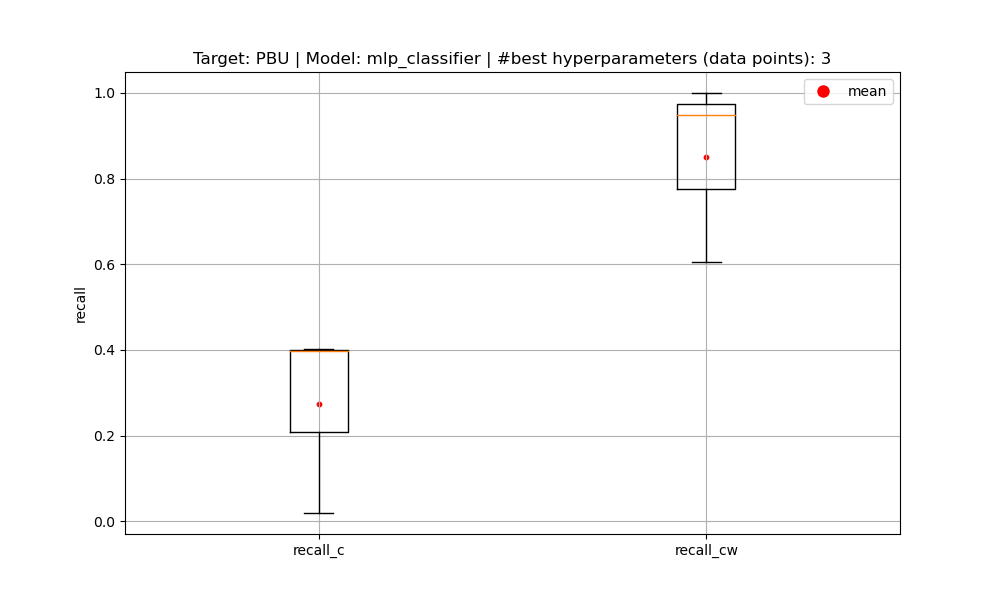 Target: PBU | Model: mlp_classifier | #best hyperparameters (data points): 3
mean
1.0
0.8
0.6
0.4
0.2
0.0
recall
recall_c
recall_cw